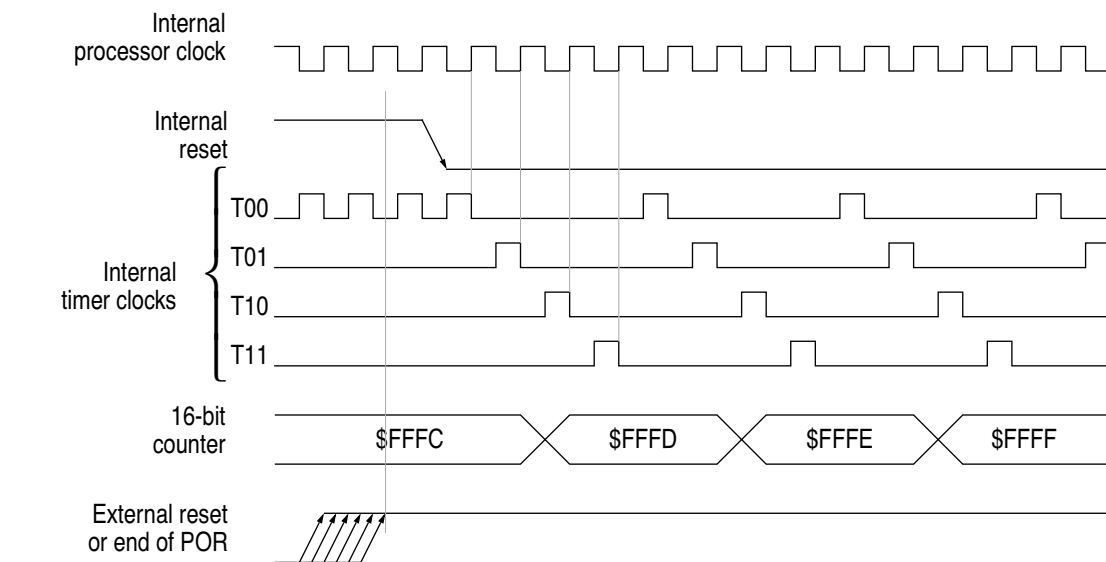 Internal
processor clock
Internal
reset
T00
T01
Internal
timer clocks
T10
T11
16-bit
counter
$FFFC
$FFFD
$FFFE
$FFFF
External reset
or end of POR